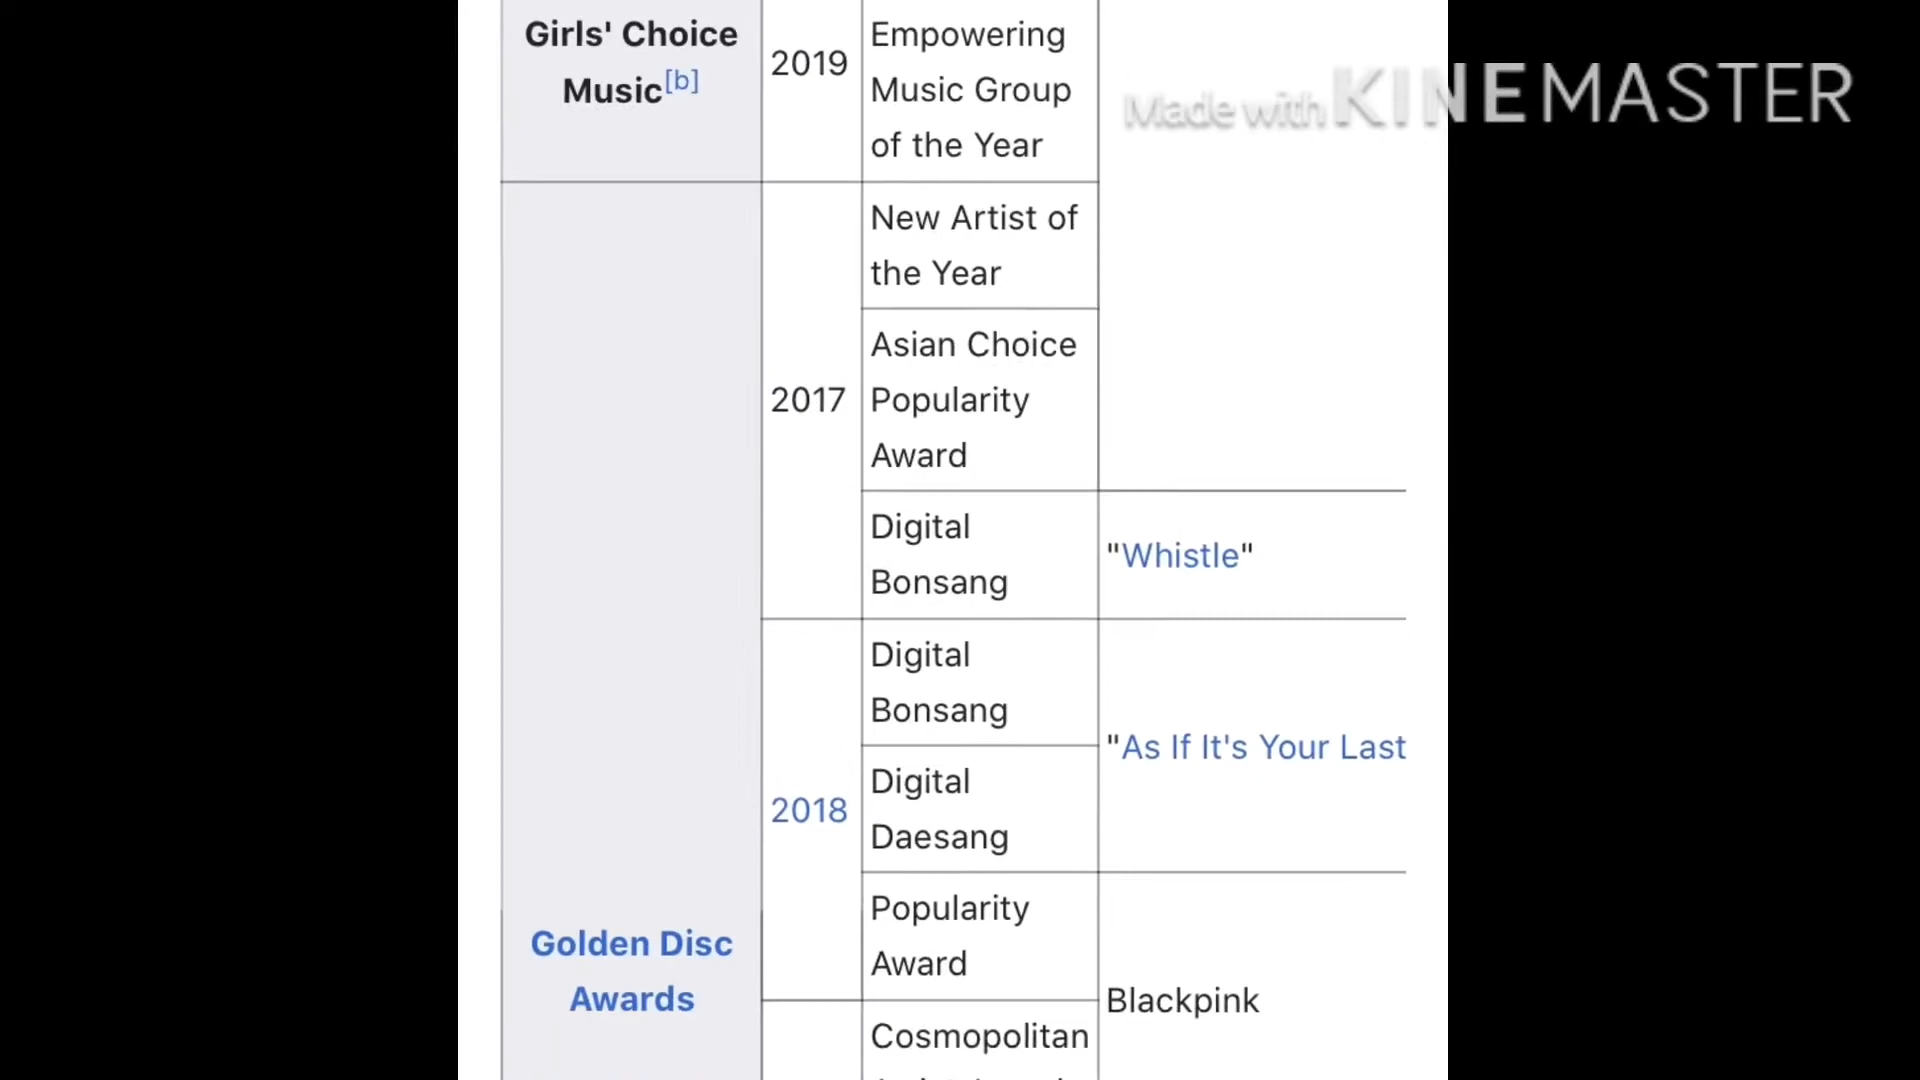 Girls' Choice
Music[b]
2019
Empowering
Music Group
of the Year
Made with KINEMASTER
2017
New Artist of
the Year
Asian Choice
Popularity
Award
Digital
Bonsang
"Whistle"
2018
Digital
Bonsang
"As If It's Your Last
Digital
Daesang
Popularity
Award
Golden Disc
Awards
Blackpink
Cosmopolitan